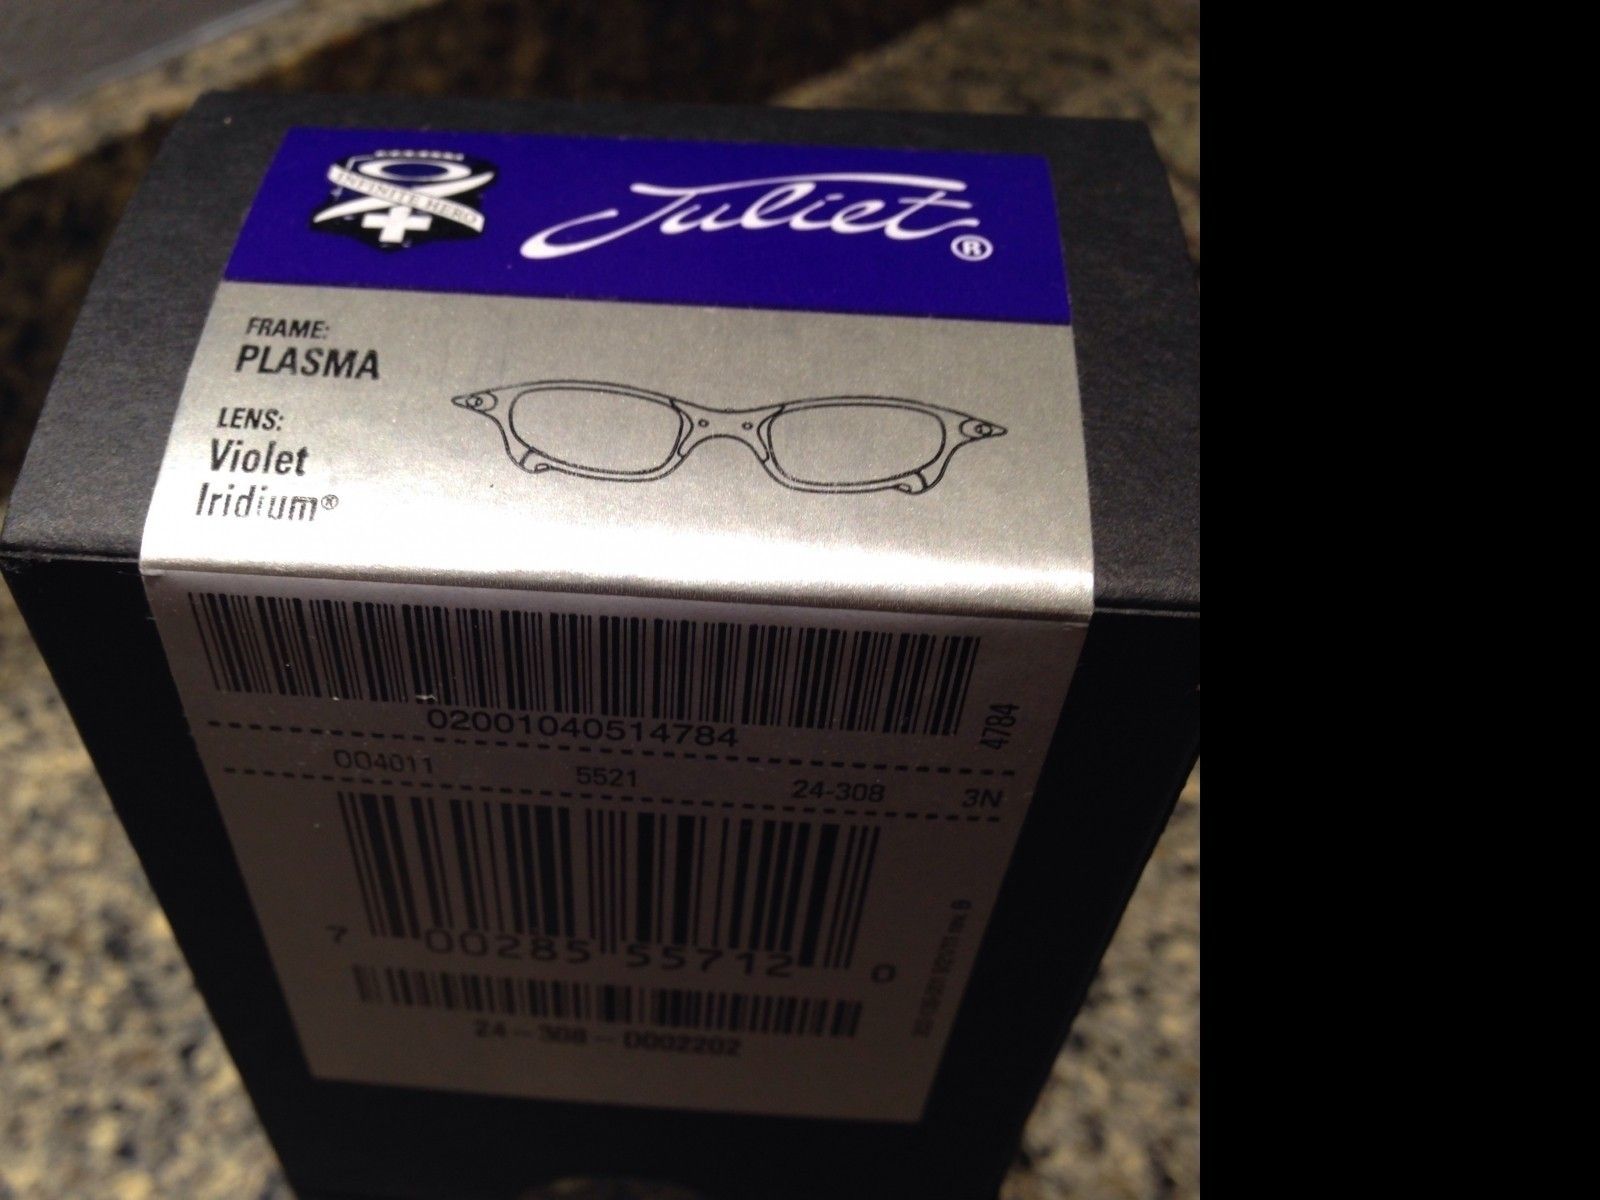 INFINITE HERO
Juliet®
FRAME:
PLASMA
LENS:
Violet
Iridium®
02001040514784
4784
004011 5521 24-308 3N
7 00285 55712 0
24-308-0002202